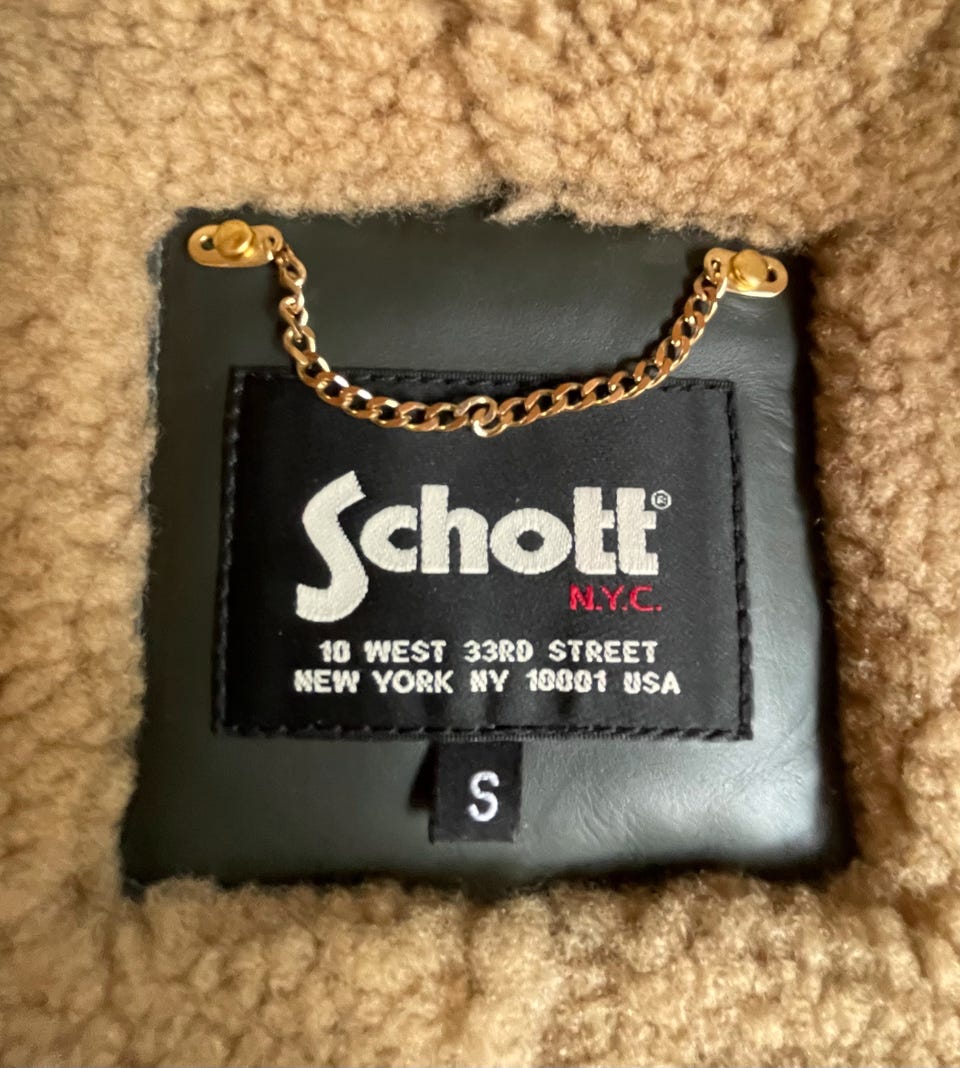 Schott®
N.Y.C.
10 WEST 33RD STREET
NEW YORK NY 10001 USA
S